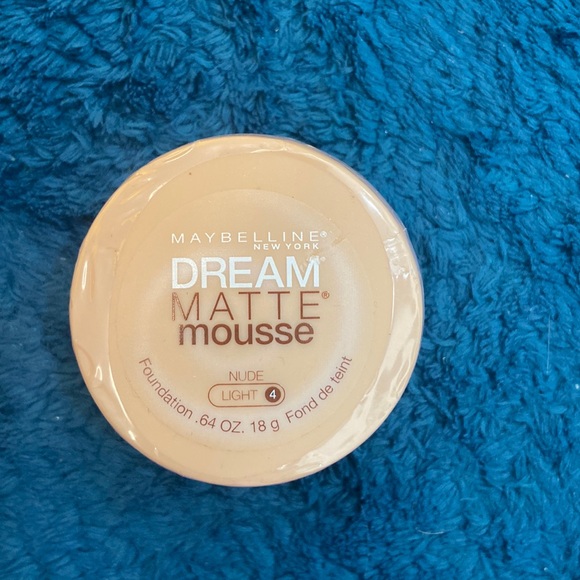 MAYBELLINE®
NEW YORK
DREAM
MATTE®
mousse
NUDE
LIGHT 4
Foundation .64 OZ. 18 g Fond de teint